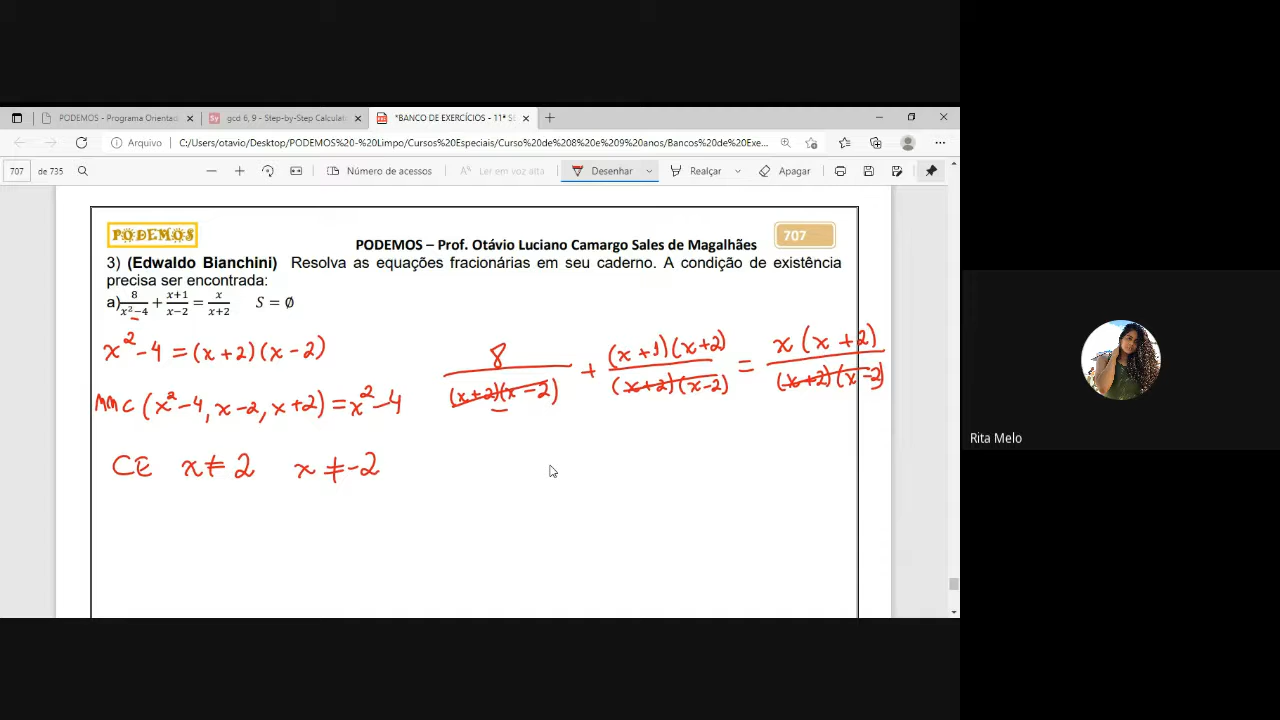 PODEMOS - Programa Orientad
gcd 6, 9 - Step-by-Step Calculat
*BANCO DE EXERCÍCIOS - 11ª SE
Arquivo C:/Users/otavio/Desktop/PODEMOS%20-%20Limpo/Cursos%20Especiais/Curso%20de%208%20e%209%20anos/Bancos%20de%20Exe...
707 de 735 Número de acessos Ler em voz alta Desenhar Realçar Apagar
PODEMOS
PODEMOS – Prof. Otávio Luciano Camargo Sales de Magalhães
707
3) (Edwaldo Bianchini) Resolva as equações fracionárias em seu caderno. A condição de existência
precisa ser encontrada:
a) 8/(x²−4) + (x+1)/(x−2) = x/(x+2) S = ∅
x² - 4 = (x+2)(x-2)
8/((x+2)(x-2)) + (x+1)(x+2)/((x+2)(x-2)) = x(x+2)/((x+2)(x-2))
MMC (x²-4, x-2, x+2) = x²-4
CE x ≠ 2 x ≠ -2
Rita Melo